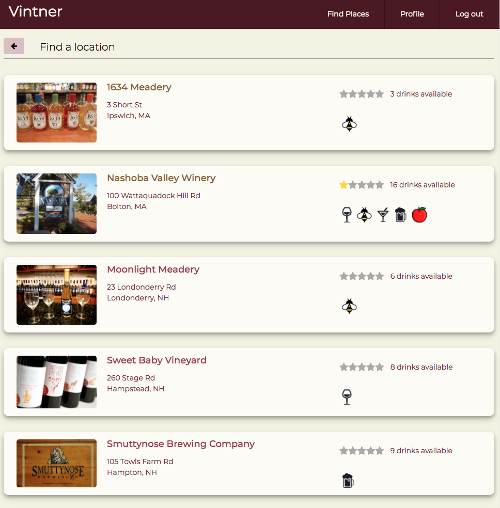 Vintner
Find Places
Profile
Log out
Find a location
1634 Meadery
3 Short St
Ipswich, MA
3 drinks available
Nashoba Valley Winery
100 Wattaquadock Hill Rd
Bolton, MA
16 drinks available
Moonlight Meadery
23 Londonderry Rd
Londonderry, NH
6 drinks available
Sweet Baby Vineyard
260 Stage Rd
Hampstead, NH
8 drinks available
SMUTTYNOSE
Smuttynose Brewing Company
105 Towls Farm Rd
Hampton, NH
9 drinks available